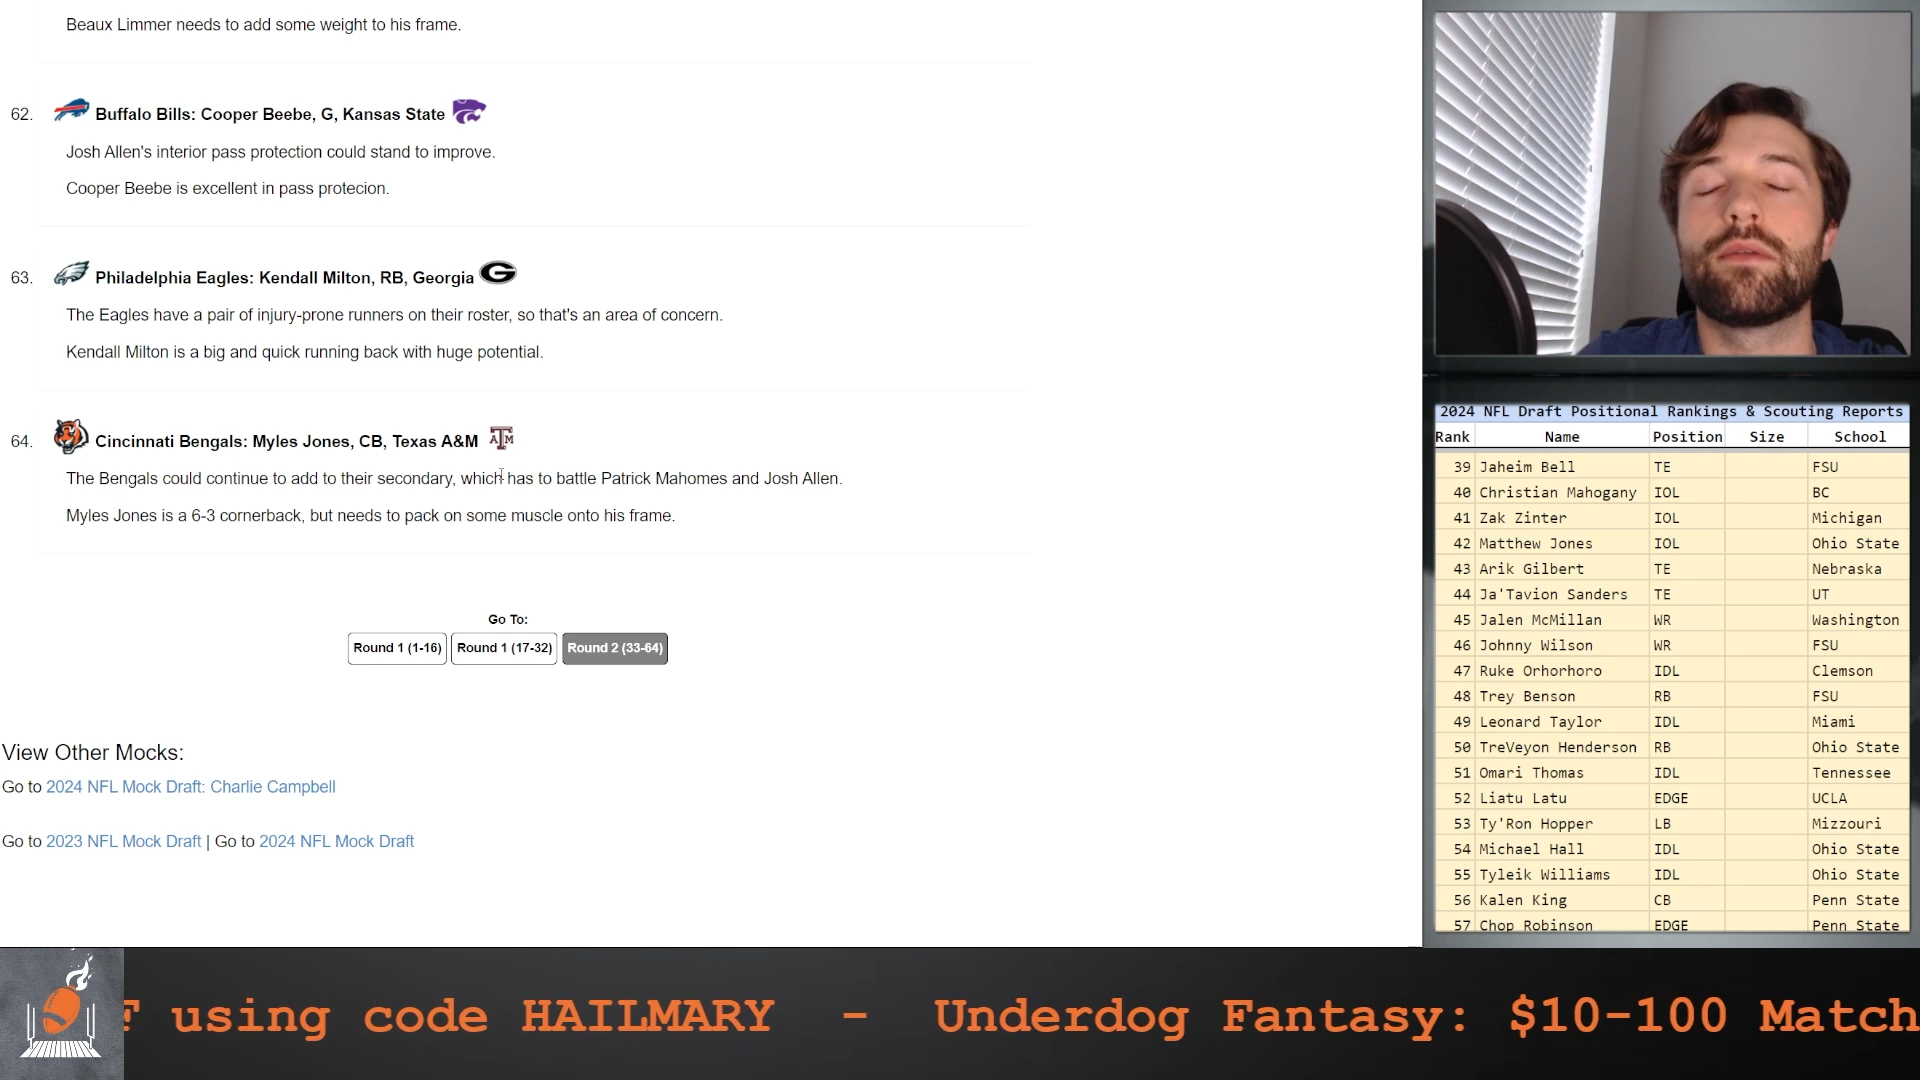 Beaux Limmer needs to add some weight to his frame.
62. Buffalo Bills: Cooper Beebe, G, Kansas State
Josh Allen's interior pass protection could stand to improve.
Cooper Beebe is excellent in pass protecion.
63. Philadelphia Eagles: Kendall Milton, RB, Georgia
The Eagles have a pair of injury-prone runners on their roster, so that's an area of concern.
Kendall Milton is a big and quick running back with huge potential.
64. Cincinnati Bengals: Myles Jones, CB, Texas A&M
The Bengals could continue to add to their secondary, which has to battle Patrick Mahomes and Josh Allen.
Myles Jones is a 6-3 cornerback, but needs to pack on some muscle onto his frame.
Go To:
Round 1 (1-16) Round 1 (17-32) Round 2 (33-64)
View Other Mocks:
Go to 2024 NFL Mock Draft: Charlie Campbell
Go to 2023 NFL Mock Draft | Go to 2024 NFL Mock Draft
2024 NFL Draft Positional Rankings & Scouting Reports
Rank Name Position Size School
39 Jaheim Bell TE FSU
40 Christian Mahogany IOL BC
41 Zak Zinter IOL Michigan
42 Matthew Jones IOL Ohio State
43 Arik Gilbert TE Nebraska
44 Ja'Tavion Sanders TE UT
45 Jalen McMillan WR Washington
46 Johnny Wilson WR FSU
47 Ruke Orhorhoro IDL Clemson
48 Trey Benson RB FSU
49 Leonard Taylor IDL Miami
50 TreVeyon Henderson RB Ohio State
51 Omari Thomas IDL Tennessee
52 Liatu Latu EDGE UCLA
53 Ty'Ron Hopper LB Mizzouri
54 Michael Hall IDL Ohio State
55 Tyleik Williams IDL Ohio State
56 Kalen King CB Penn State
57 Chop Robinson EDGE Penn State
F using code HAILMARY - Underdog Fantasy: $10-100 Match